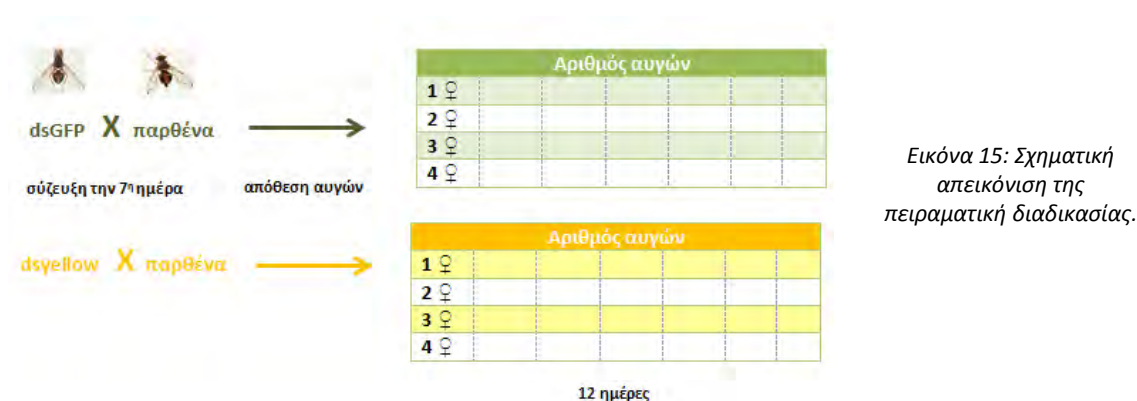 Αριθμός αυγών
1 ♀
2 ♀
3 ♀
4 ♀
dsGFP X παρθένα
σύζευξη την 7η ημέρα
απόθεση αυγών
Εικόνα 15: Σχηματική
απεικόνιση της
πειραματική διαδικασίας.
dsyellow X παρθένα
Αριθμός αυγών
1 ♀
2 ♀
3 ♀
4 ♀
12 ημέρες